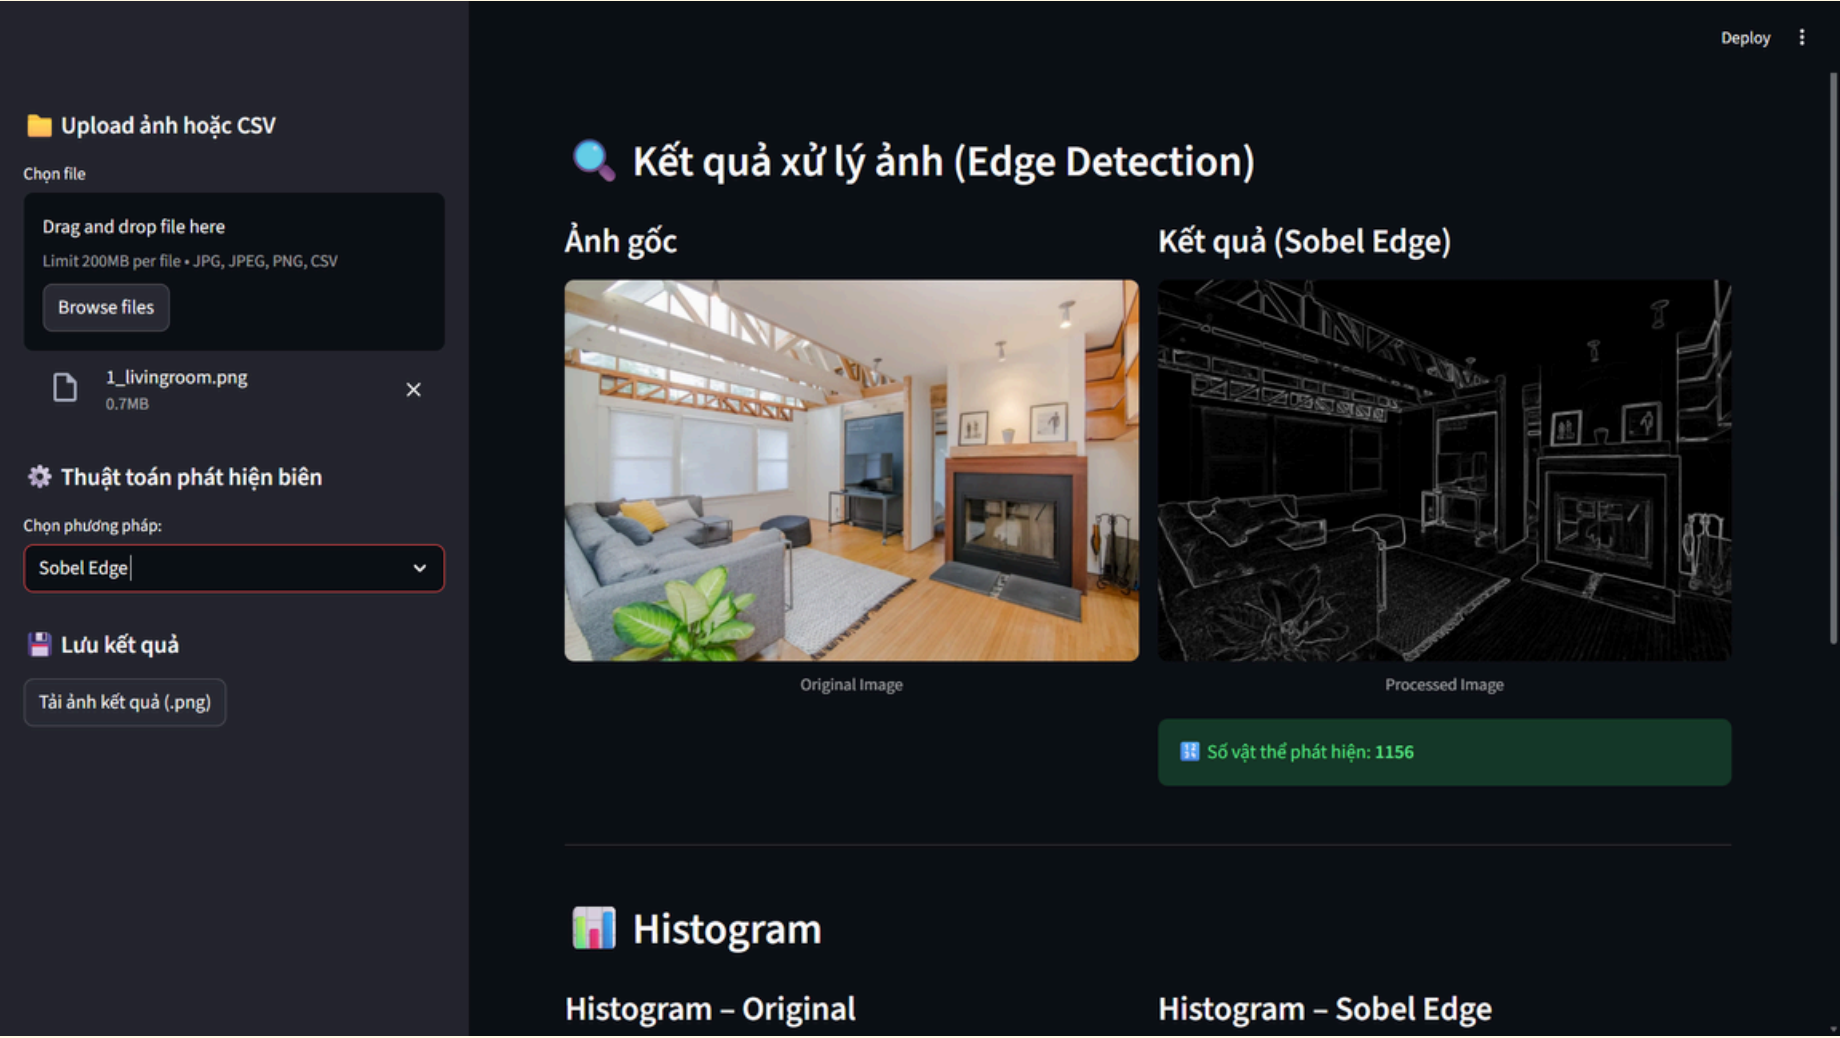 Deploy
Upload ảnh hoặc CSV
Chọn file
Drag and drop file here
Limit 200MB per file • JPG, JPEG, PNG, CSV
Browse files
1_livingroom.png
0.7MB
Thuật toán phát hiện biên
Chọn phương pháp:
Sobel Edge
Lưu kết quả
Tải ảnh kết quả (.png)
Kết quả xử lý ảnh (Edge Detection)
Ảnh gốc
Kết quả (Sobel Edge)
Original Image
Processed Image
Số vật thể phát hiện: 1156
Histogram
Histogram – Original
Histogram – Sobel Edge